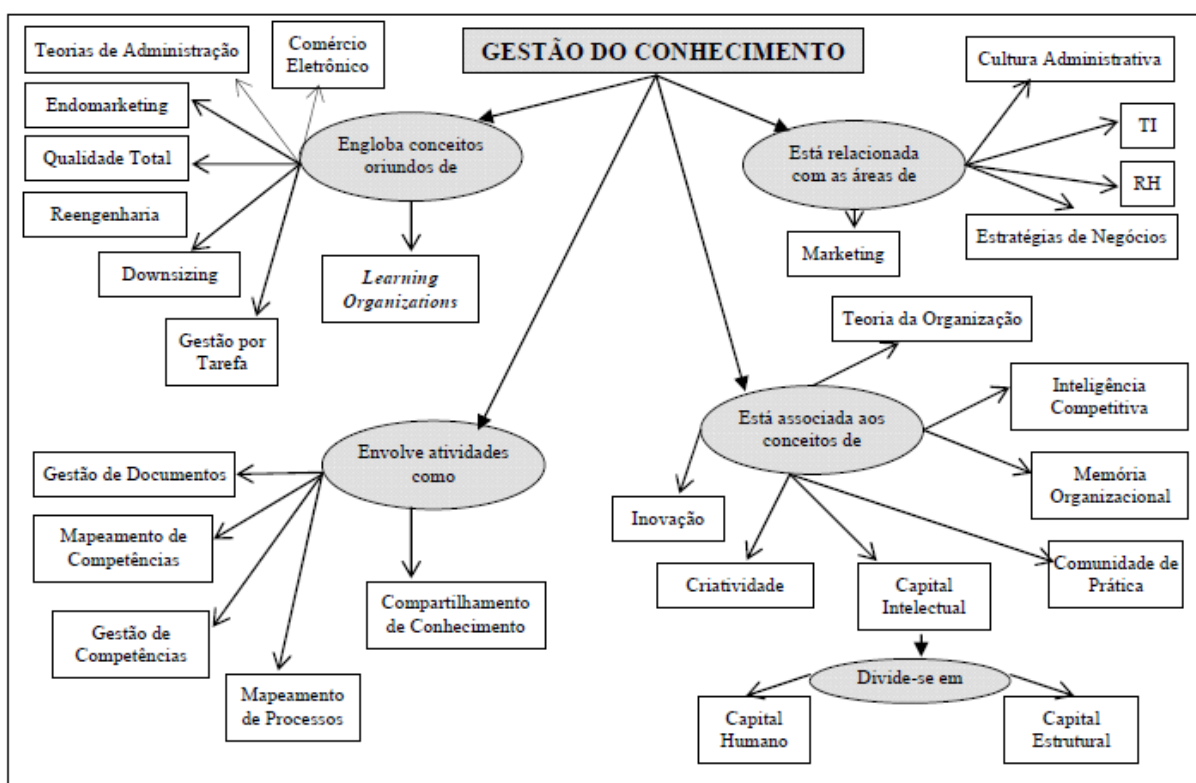 GESTÃO DO CONHECIMENTO
Engloba conceitos
oriundos de
Teorias de Administração
Comércio
Eletrônico
Endomarketing
Qualidade Total
Reengenharia
Downsizing
Gestão por
Tarefa
Learning
Organizations
Está relacionada
com as áreas de
Cultura Administrativa
TI
RH
Estratégias de Negócios
Marketing
Envolve atividades
como
Gestão de Documentos
Mapeamento de
Competências
Gestão de
Competências
Mapeamento
de Processos
Compartilhamento
de Conhecimento
Está associada aos
conceitos de
Teoria da Organização
Inteligência
Competitiva
Memória
Organizacional
Comunidade de
Prática
Inovação
Criatividade
Capital
Intelectual
Divide-se em
Capital
Humano
Capital
Estrutural